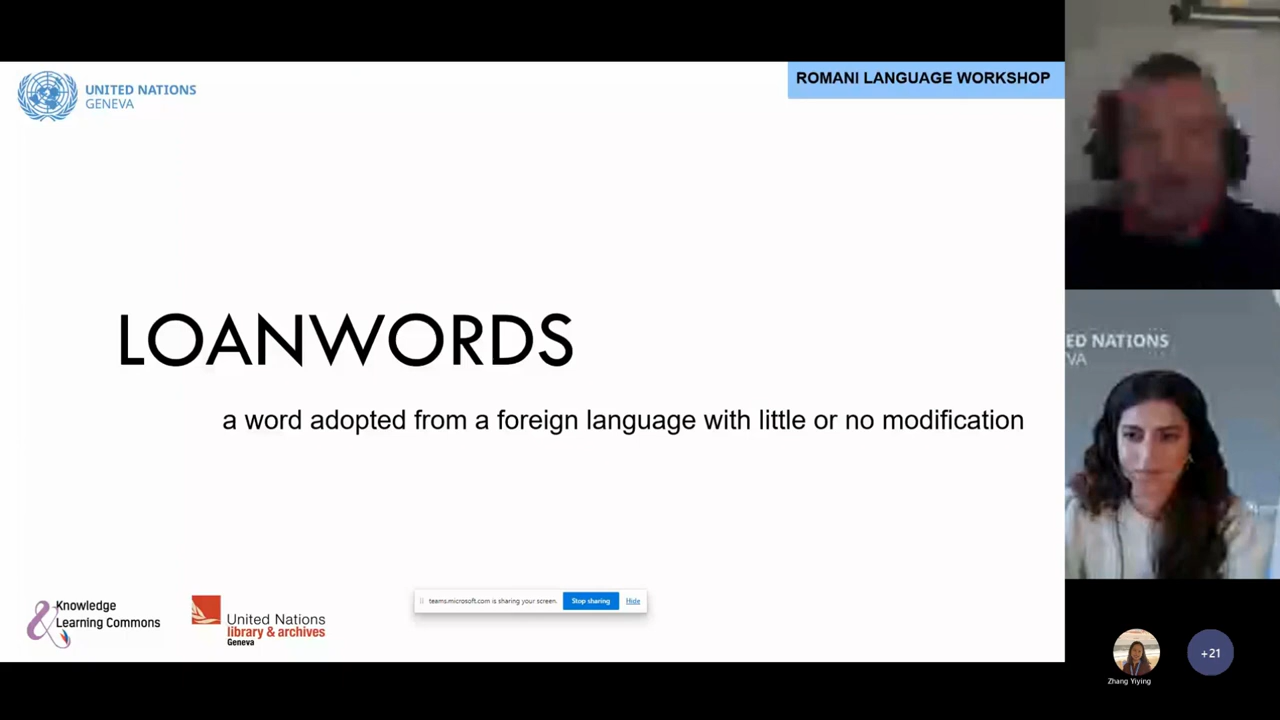 UNITED NATIONS
GENEVA
ROMANI LANGUAGE WORKSHOP
LOANWORDS
a word adopted from a foreign language with little or no modification
Knowledge
& Learning Commons
United Nations
library & archives
Geneva
teams.microsoft.com is sharing your screen.
Stop sharing
Hide
ED NATIONS
VA
Zhang Yiying
+21